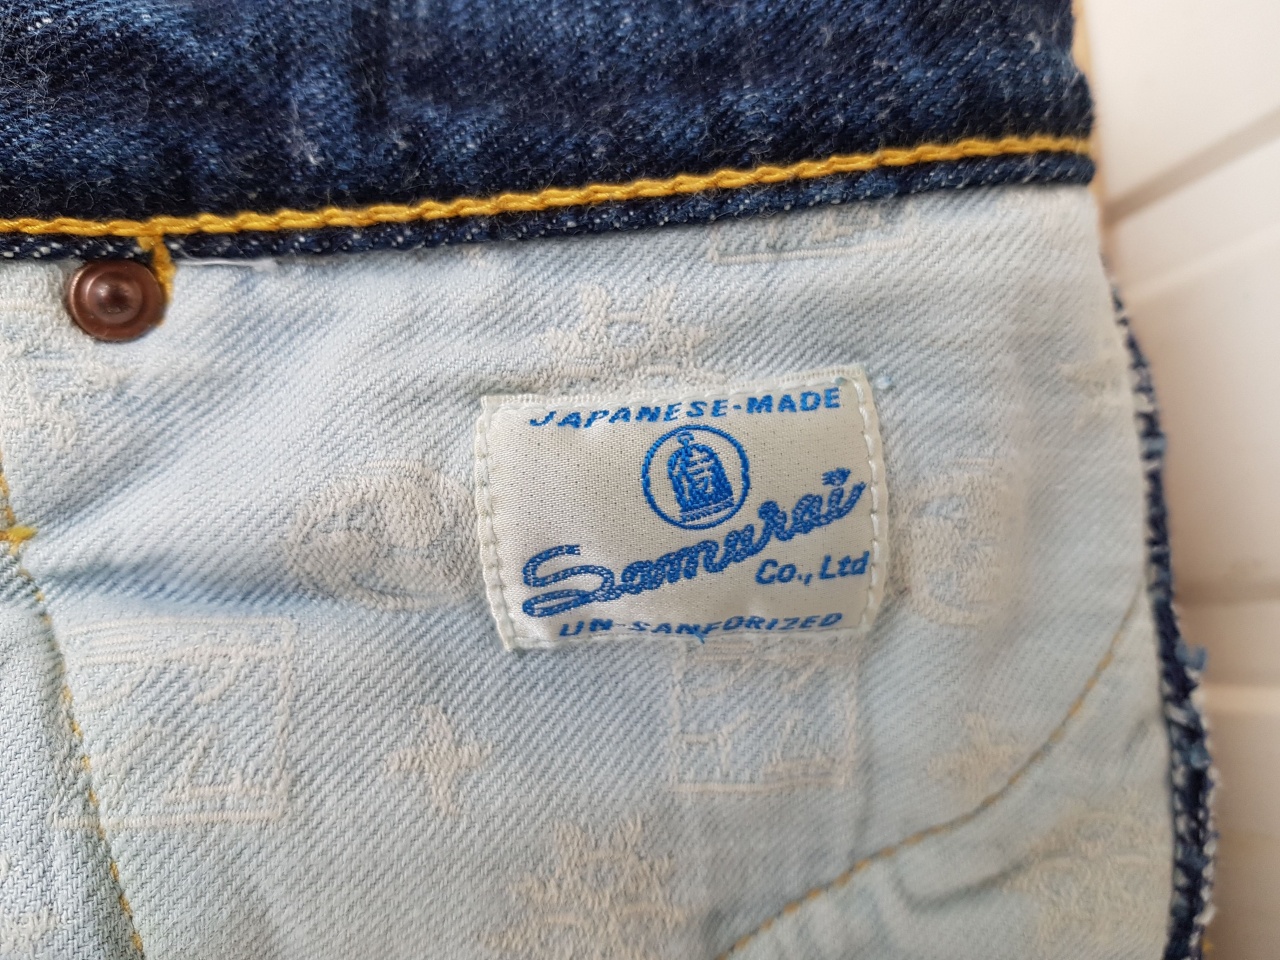 JAPANESE-MADE
Samurai
Co., Ltd
UN-SANFORIZED